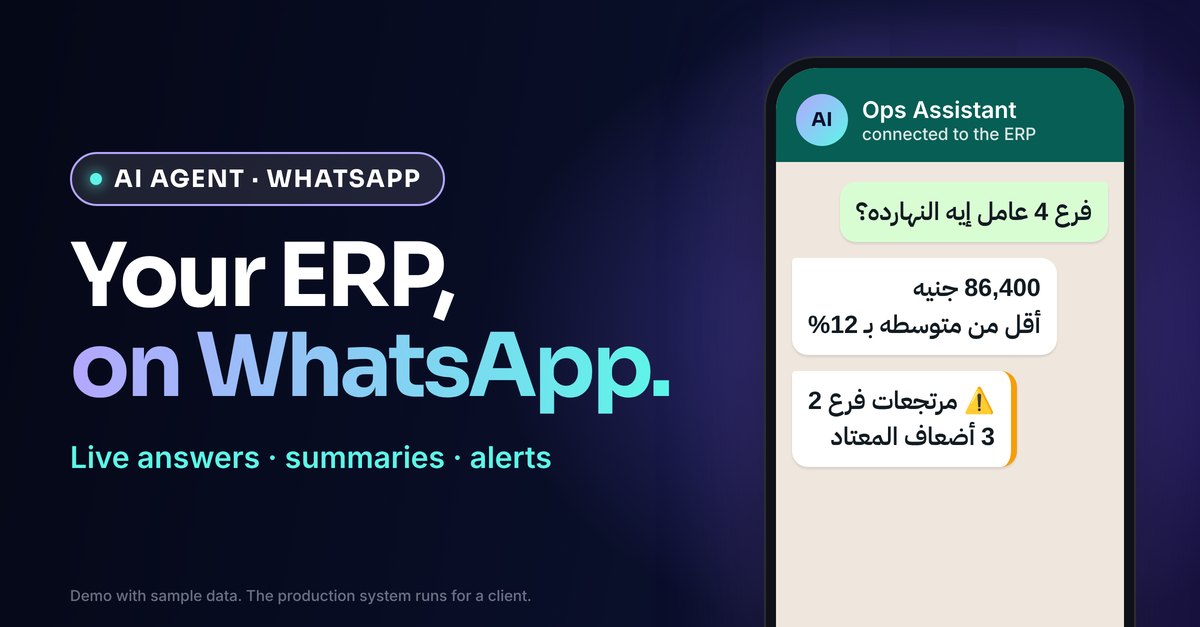 AI AGENT · WHATSAPP
Your ERP,
on WhatsApp.
Live answers · summaries · alerts
Demo with sample data. The production system runs for a client.
AI
Ops Assistant
connected to the ERP
فرع 4 عامل إيه النهارده؟
86,400 جنيه
أقل من متوسطه بـ 12%
⚠️ مرتجعات فرع 2
3 أضعاف المعتاد